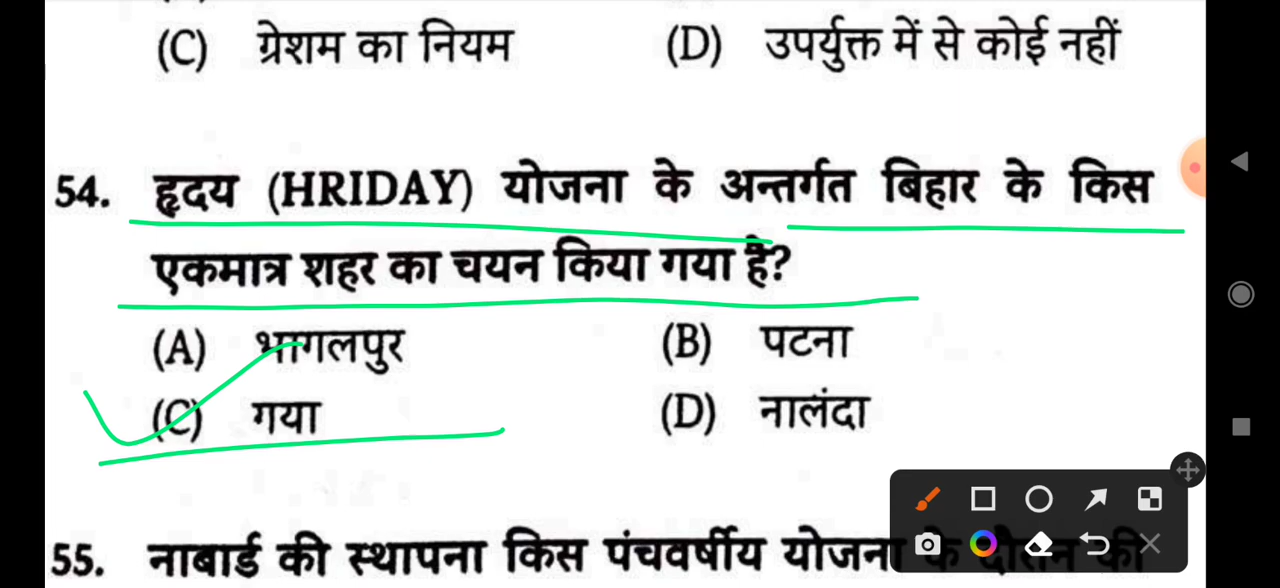 (C) ग्रेशम का नियम (D) उपर्युक्त में से कोई नहीं
54. हृदय (HRIDAY) योजना के अन्तर्गत बिहार के किस
एकमात्र शहर का चयन किया गया है?
(A) भागलपुर (B) पटना
(C) गया (D) नालंदा
55. नाबार्ड की स्थापना किस पंचवर्षीय योजना के दौरान की